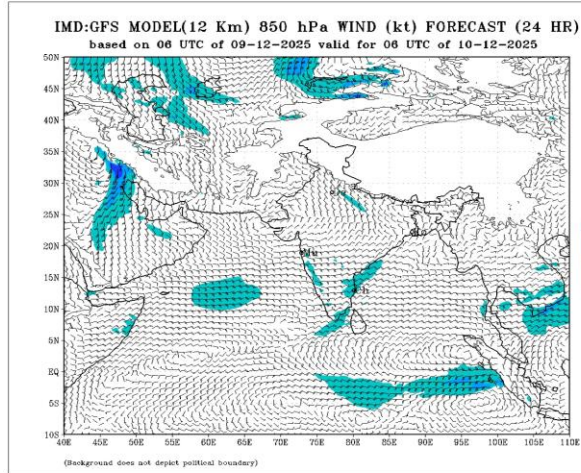 IMD:GFS MODEL(12 Km) 850 hPa WIND (kt) FORECAST (24 HR)
based on 06 UTC of 09-12-2025 valid for 06 UTC of 10-12-2025
50N
45N
40N
35N
30N
25N
20N
Mu
15N
Ch
10N
5N
EQ
5S
10S
40E 45E 50E 55E 60E 65E 70E 75E 80E 85E 90E 95E 100E 105E 110E
(Background does not depict political boundary)